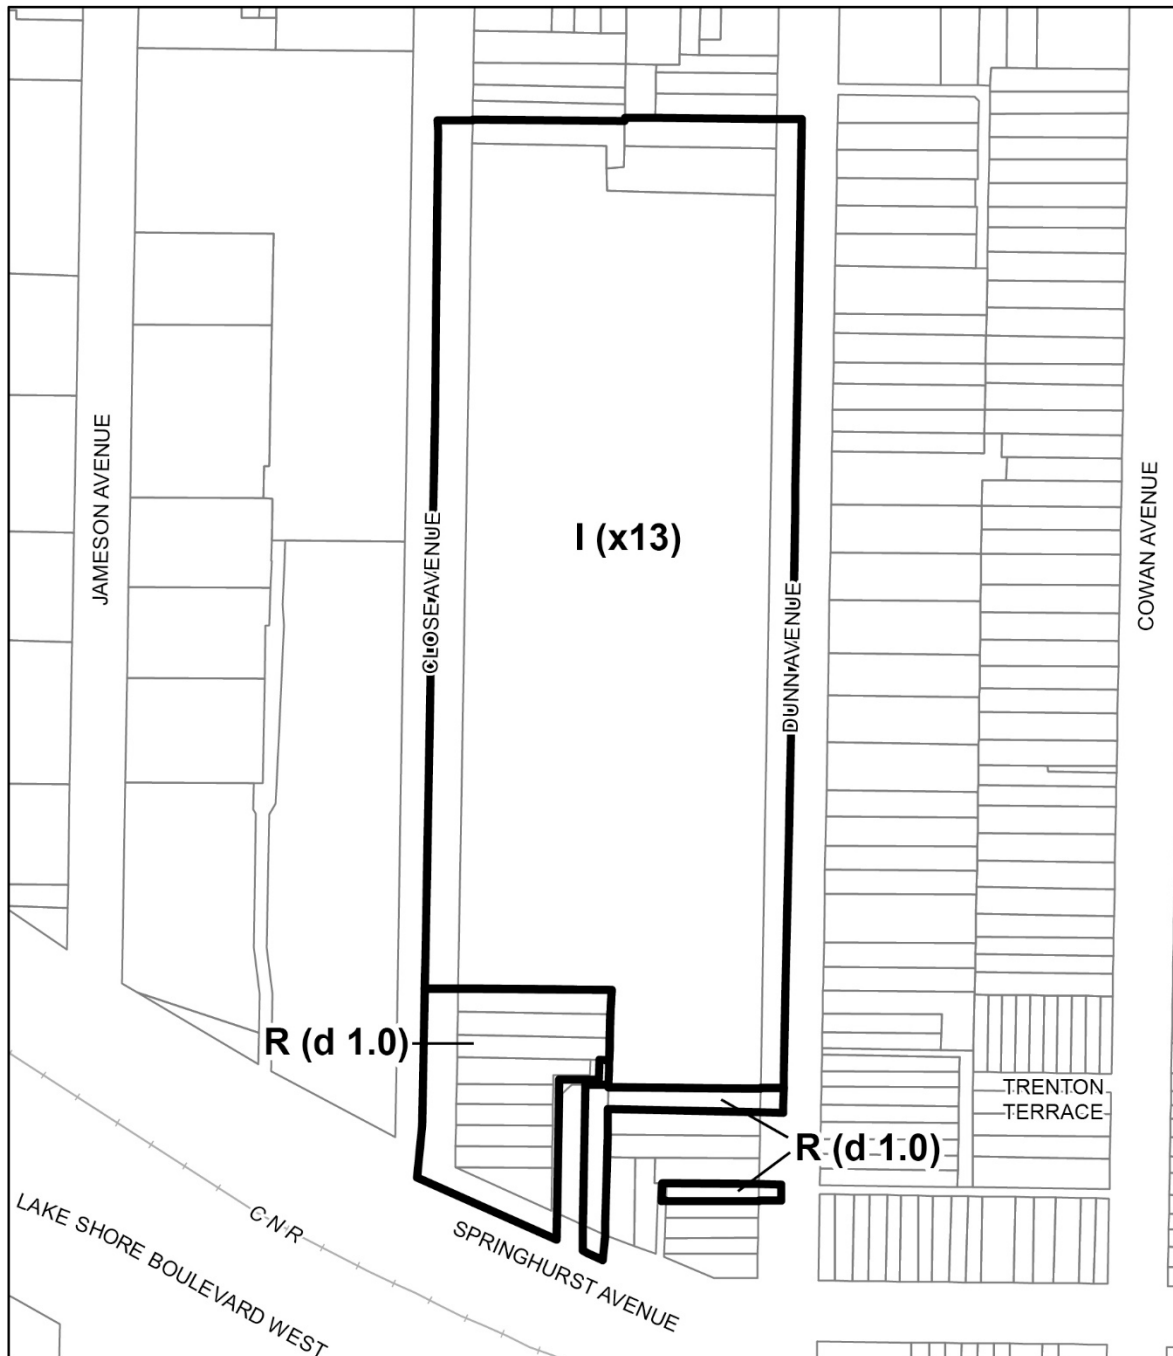 JAMESON AVENUE
CLOSE AVENUE
I (x13)
DUNN AVENUE
COWAN AVENUE
R (d 1.0)
TRENTON
TERRACE
R (d 1.0)
C N R
SPRINGHURST AVENUE
LAKE SHORE BOULEVARD WEST